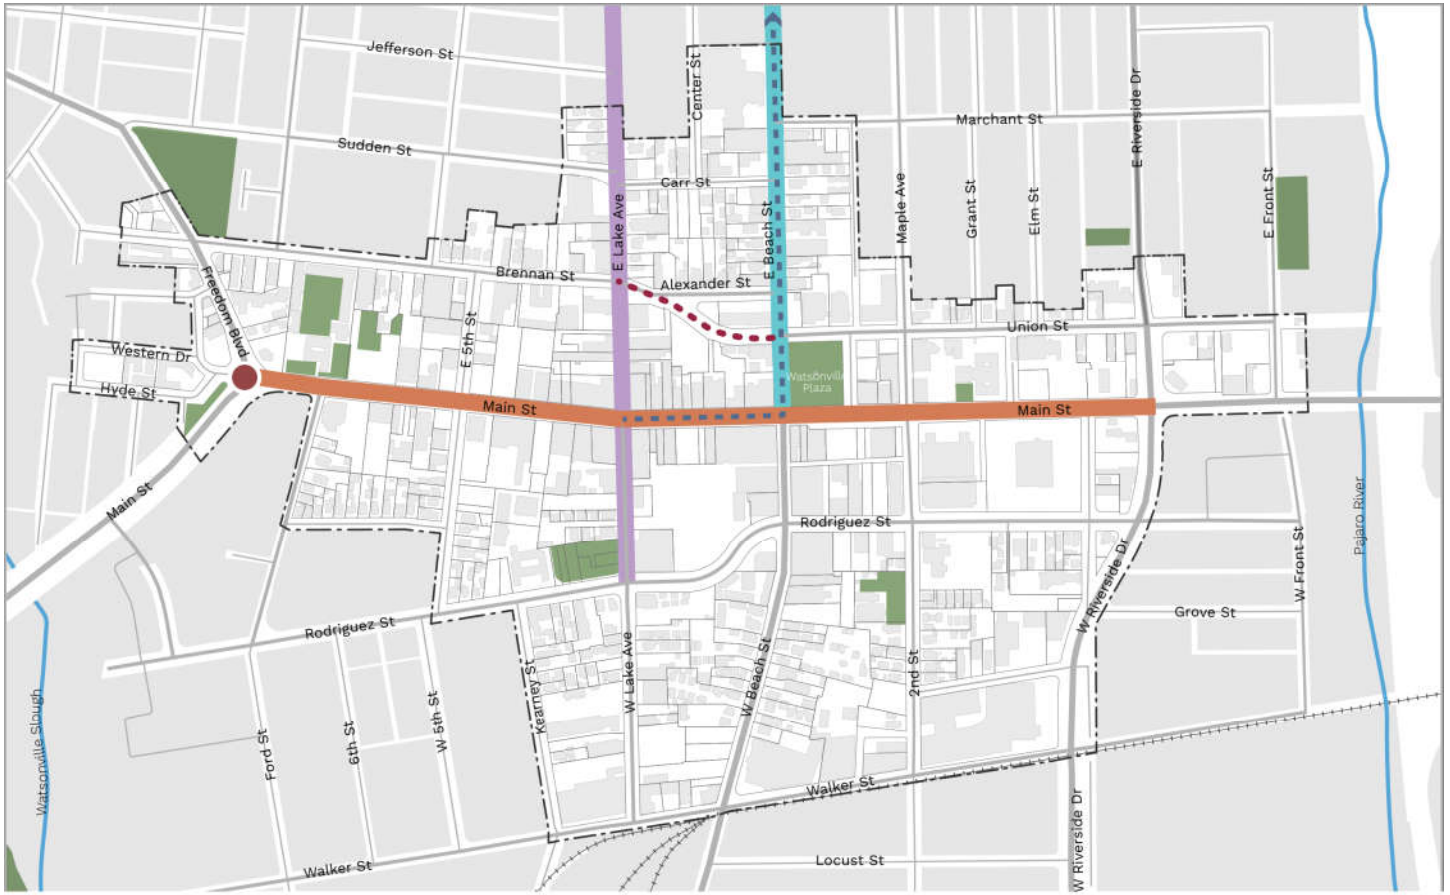 Jefferson St
Center St
E Riverside Dr
Marchant St
Sudden St
Carr St
E Lake Ave
E Beach St
Maple Ave
Grant St
Elm St
E Front St
Brennan St
Alexander St
Freedom Blvd
Union St
E 5th St
Western Dr
Hyde St
Watsonville
Plaza
Main St
Main St
Main St
Rodriguez St
Pajaro River
W Front St
W Riverside Dr
Grove St
Rodriguez St
Kearney St
W Lake Ave
W Beach St
2nd St
Watsonville Slough
Ford St
6th St
W 5th St
Walker St
W Riverside Dr
Walker St
Locust St